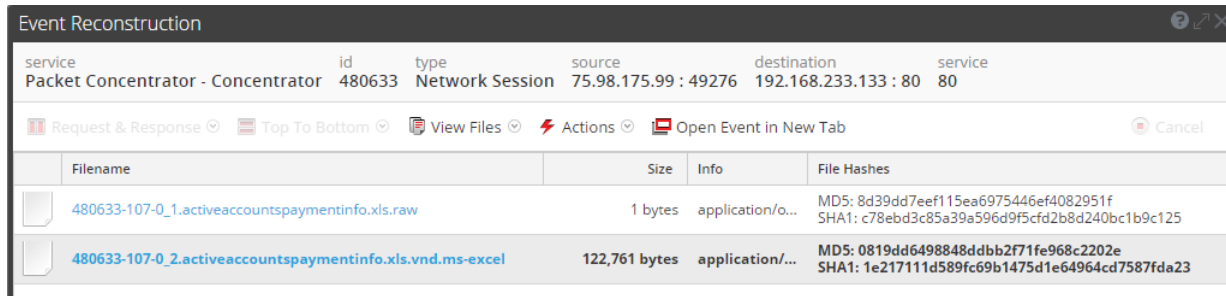 Event Reconstruction
service id type source destination service
Packet Concentrator - Concentrator 480633 Network Session 75.98.175.99 : 49276 192.168.233.133 : 80 80
Request & Response Top To Bottom View Files Actions Open Event in New Tab Cancel
Filename Size Info File Hashes
480633-107-0_1.activeaccountspaymentinfo.xls.raw 1 bytes application/o... MD5: 8d39dd7eef115ea6975446ef4082951f
SHA1: c78ebd3c85a39a596d9f5cfd2b8d240bc1b9c125
480633-107-0_2.activeaccountspaymentinfo.xls.vnd.ms-excel 122,761 bytes application/... MD5: 0819dd6498848ddbb2f71fe968c2202e
SHA1: 1e217111d589fc69b1475d1e64964cd7587fda23